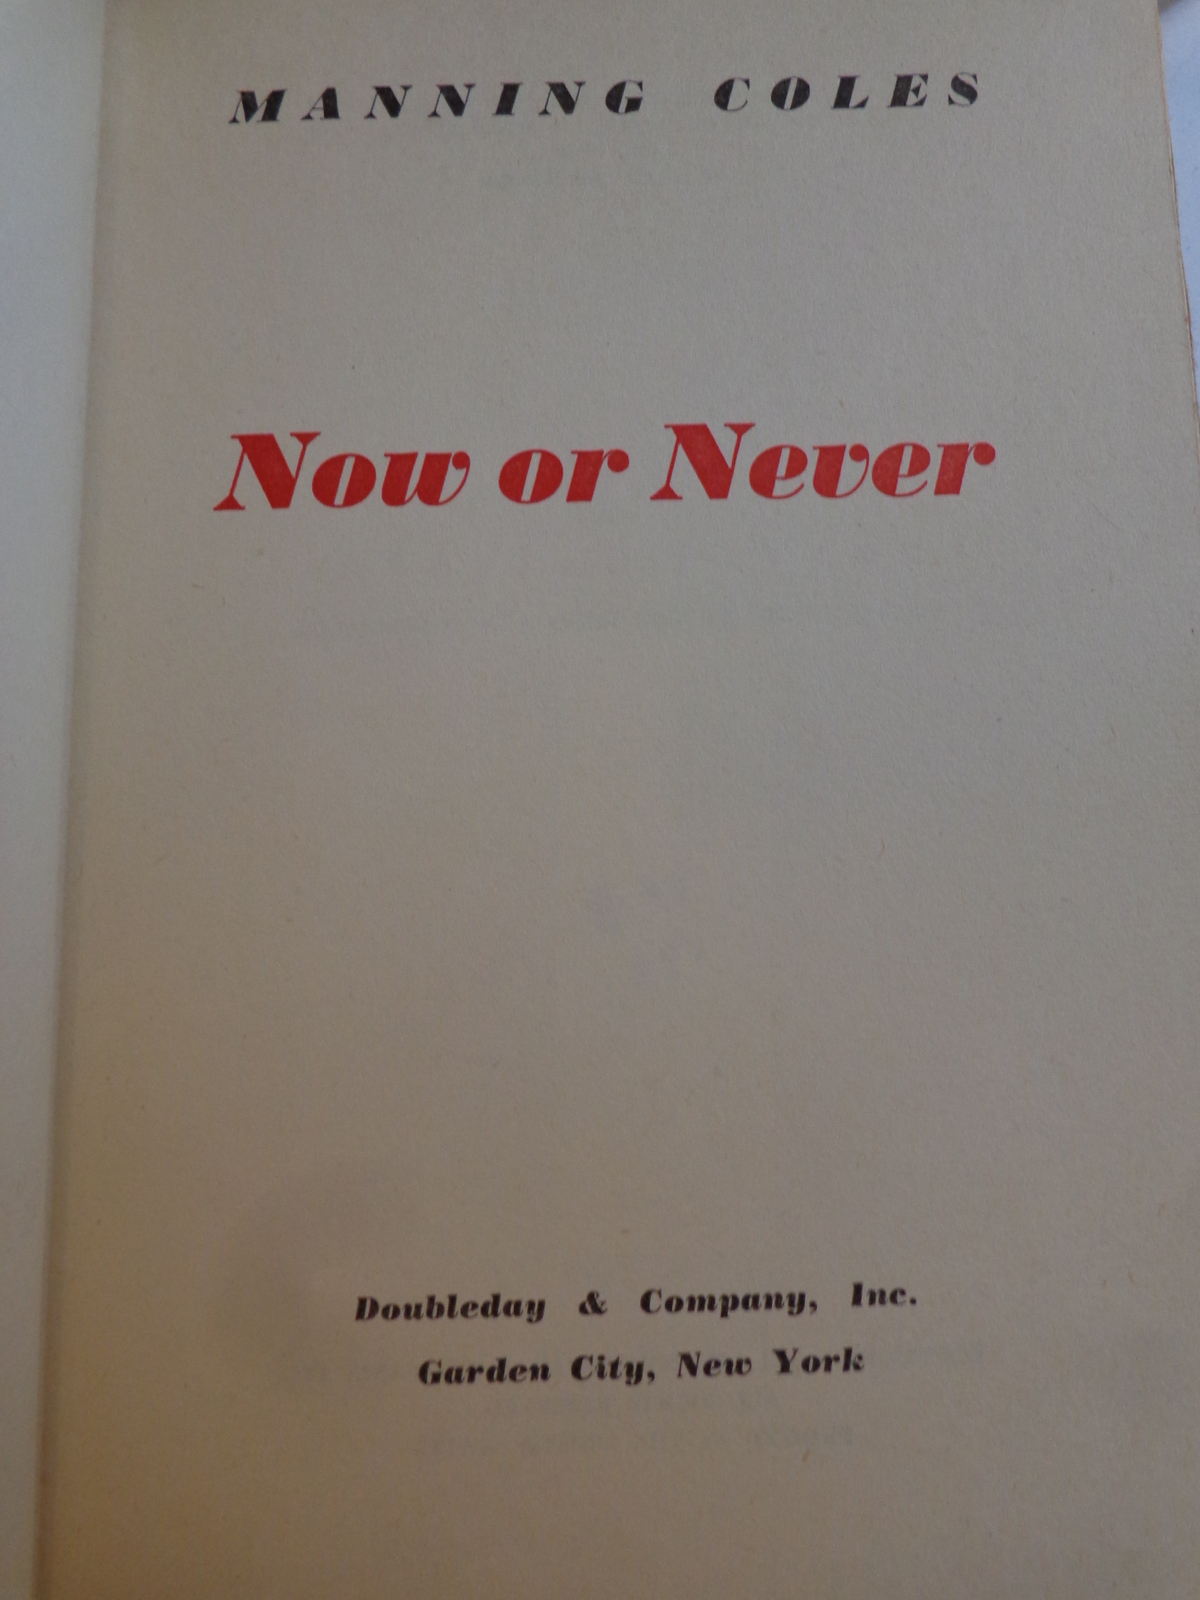 MANNING COLES
Now or Never
Doubleday & Company, Inc.
Garden City, New York